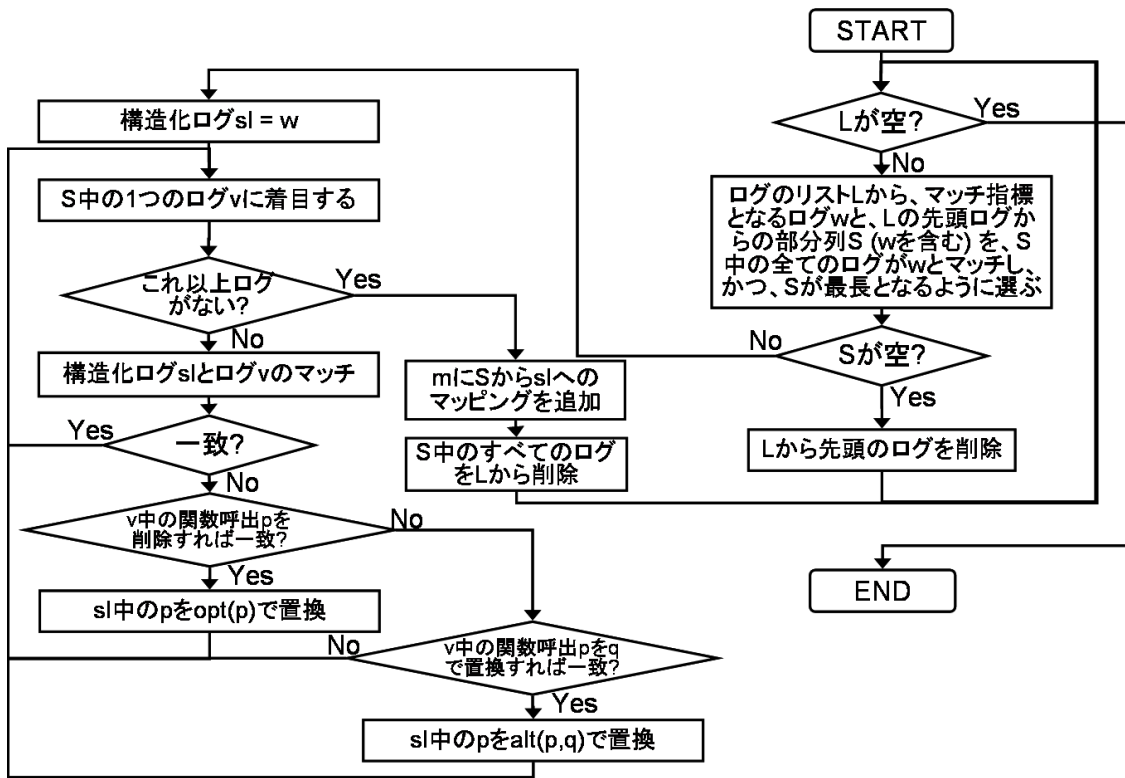 START
Lが空?
Yes
No
ログのリストLから、マッチ指標
となるログwと、Lの先頭ログか
らの部分列S (wを含む) を、S
中の全てのログがwとマッチし、
かつ、Sが最長となるように選ぶ
Sが空?
No
Yes
Lから先頭のログを削除
END
構造化ログsl = w
S中の1つのログvに着目する
これ以上ログ
がない?
Yes
No
mにSからslへの
マッピングを追加
S中のすべてのログ
をLから削除
構造化ログslとログvのマッチ
一致?
Yes
No
v中の関数呼出pを
削除すれば一致?
No
Yes
sl中のpをopt(p)で置換
v中の関数呼出pをq
で置換すれば一致?
No
Yes
sl中のpをalt(p,q)で置換